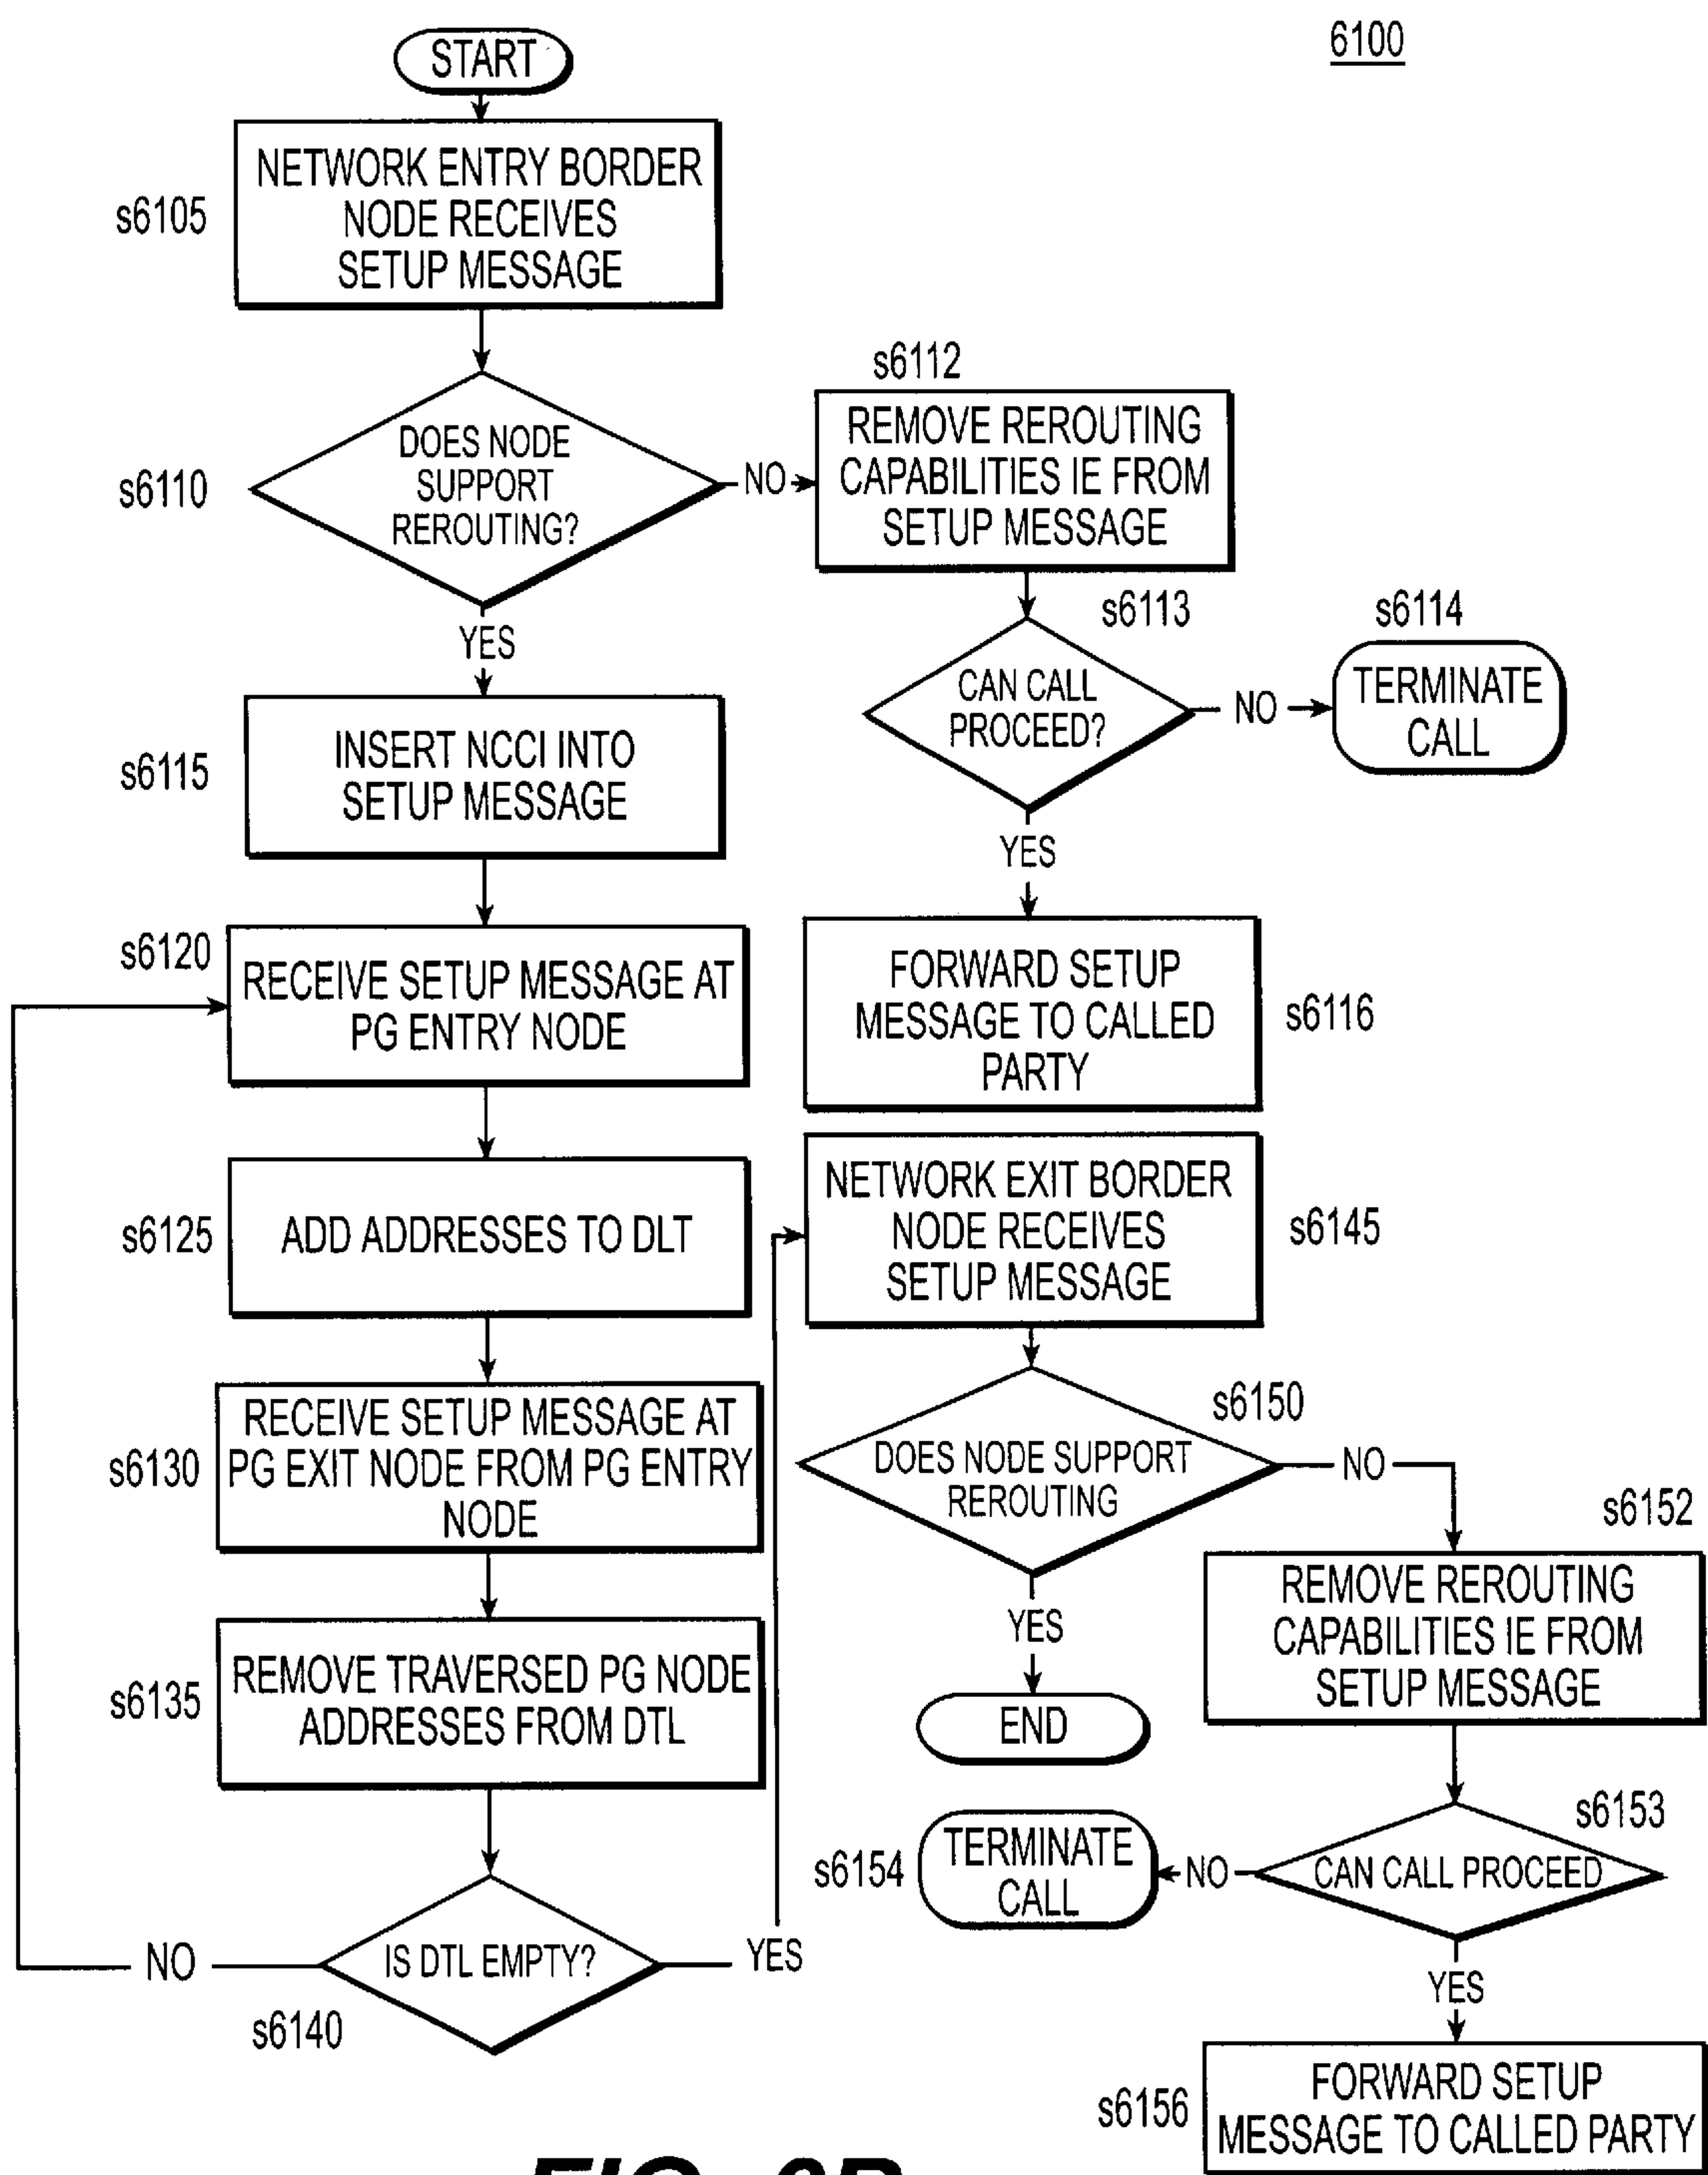 6100
START
s6105
NETWORK ENTRY BORDER
NODE RECEIVES
SETUP MESSAGE
s6110
DOES NODE
SUPPORT
REROUTING?
NO
YES
s6112
REMOVE REROUTING
CAPABILITIES IE FROM
SETUP MESSAGE
s6113
CAN CALL
PROCEED?
NO
s6114
TERMINATE
CALL
YES
FORWARD SETUP
MESSAGE TO CALLED
PARTY
s6116
s6115
INSERT NCCI INTO
SETUP MESSAGE
s6120
RECEIVE SETUP MESSAGE AT
PG ENTRY NODE
s6125
ADD ADDRESSES TO DLT
s6130
RECEIVE SETUP MESSAGE AT
PG EXIT NODE FROM PG ENTRY
NODE
s6135
REMOVE TRAVERSED PG NODE
ADDRESSES FROM DTL
IS DTL EMPTY?
NO
YES
s6140
NETWORK EXIT BORDER
NODE RECEIVES
SETUP MESSAGE
s6145
s6150
DOES NODE SUPPORT
REROUTING
NO
YES
END
s6152
REMOVE REROUTING
CAPABILITIES IE FROM
SETUP MESSAGE
s6153
CAN CALL PROCEED
NO
s6154
TERMINATE
CALL
YES
s6156
FORWARD SETUP
MESSAGE TO CALLED PARTY